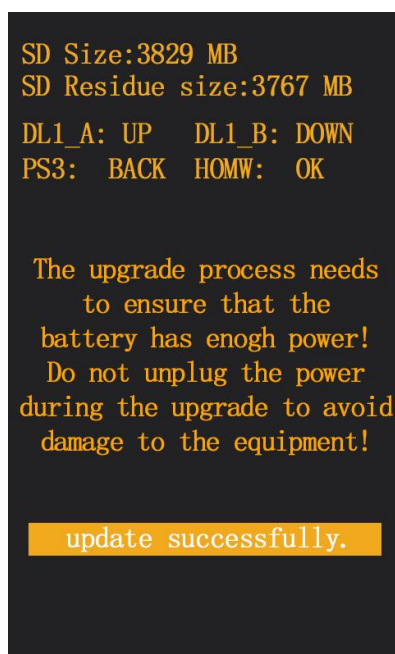 SD Size:3829 MB
SD Residue size:3767 MB
DL1_A: UP DL1_B: DOWN
PS3: BACK HOMW: OK
The upgrade process needs
to ensure that the
battery has enogh power!
Do not unplug the power
during the upgrade to avoid
damage to the equipment!
update successfully.